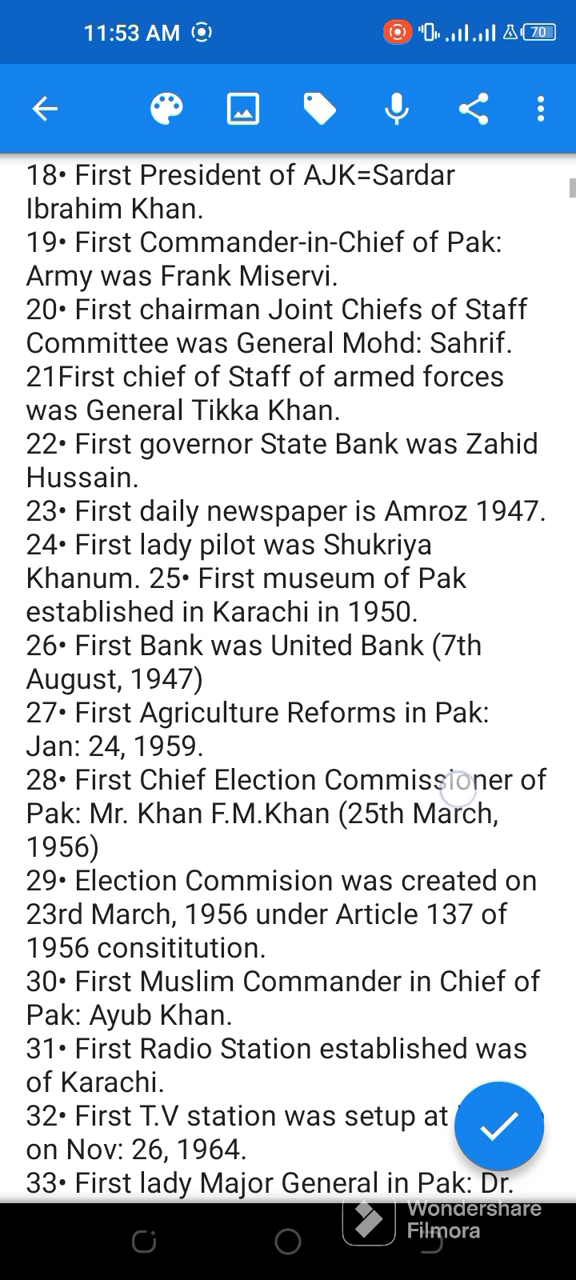 11:53 AM
70
18• First President of AJK=Sardar
Ibrahim Khan.
19• First Commander-in-Chief of Pak:
Army was Frank Miservi.
20• First chairman Joint Chiefs of Staff
Committee was General Mohd: Sahrif.
21First chief of Staff of armed forces
was General Tikka Khan.
22• First governor State Bank was Zahid
Hussain.
23• First daily newspaper is Amroz 1947.
24• First lady pilot was Shukriya
Khanum. 25• First museum of Pak
established in Karachi in 1950.
26• First Bank was United Bank (7th
August, 1947)
27• First Agriculture Reforms in Pak:
Jan: 24, 1959.
28• First Chief Election Commissioner of
Pak: Mr. Khan F.M.Khan (25th March,
1956)
29• Election Commision was created on
23rd March, 1956 under Article 137 of
1956 consititution.
30• First Muslim Commander in Chief of
Pak: Ayub Khan.
31• First Radio Station established was
of Karachi.
32• First T.V station was setup at
on Nov: 26, 1964.
33• First lady Major General in Pak: Dr.
Wondershare
Filmora